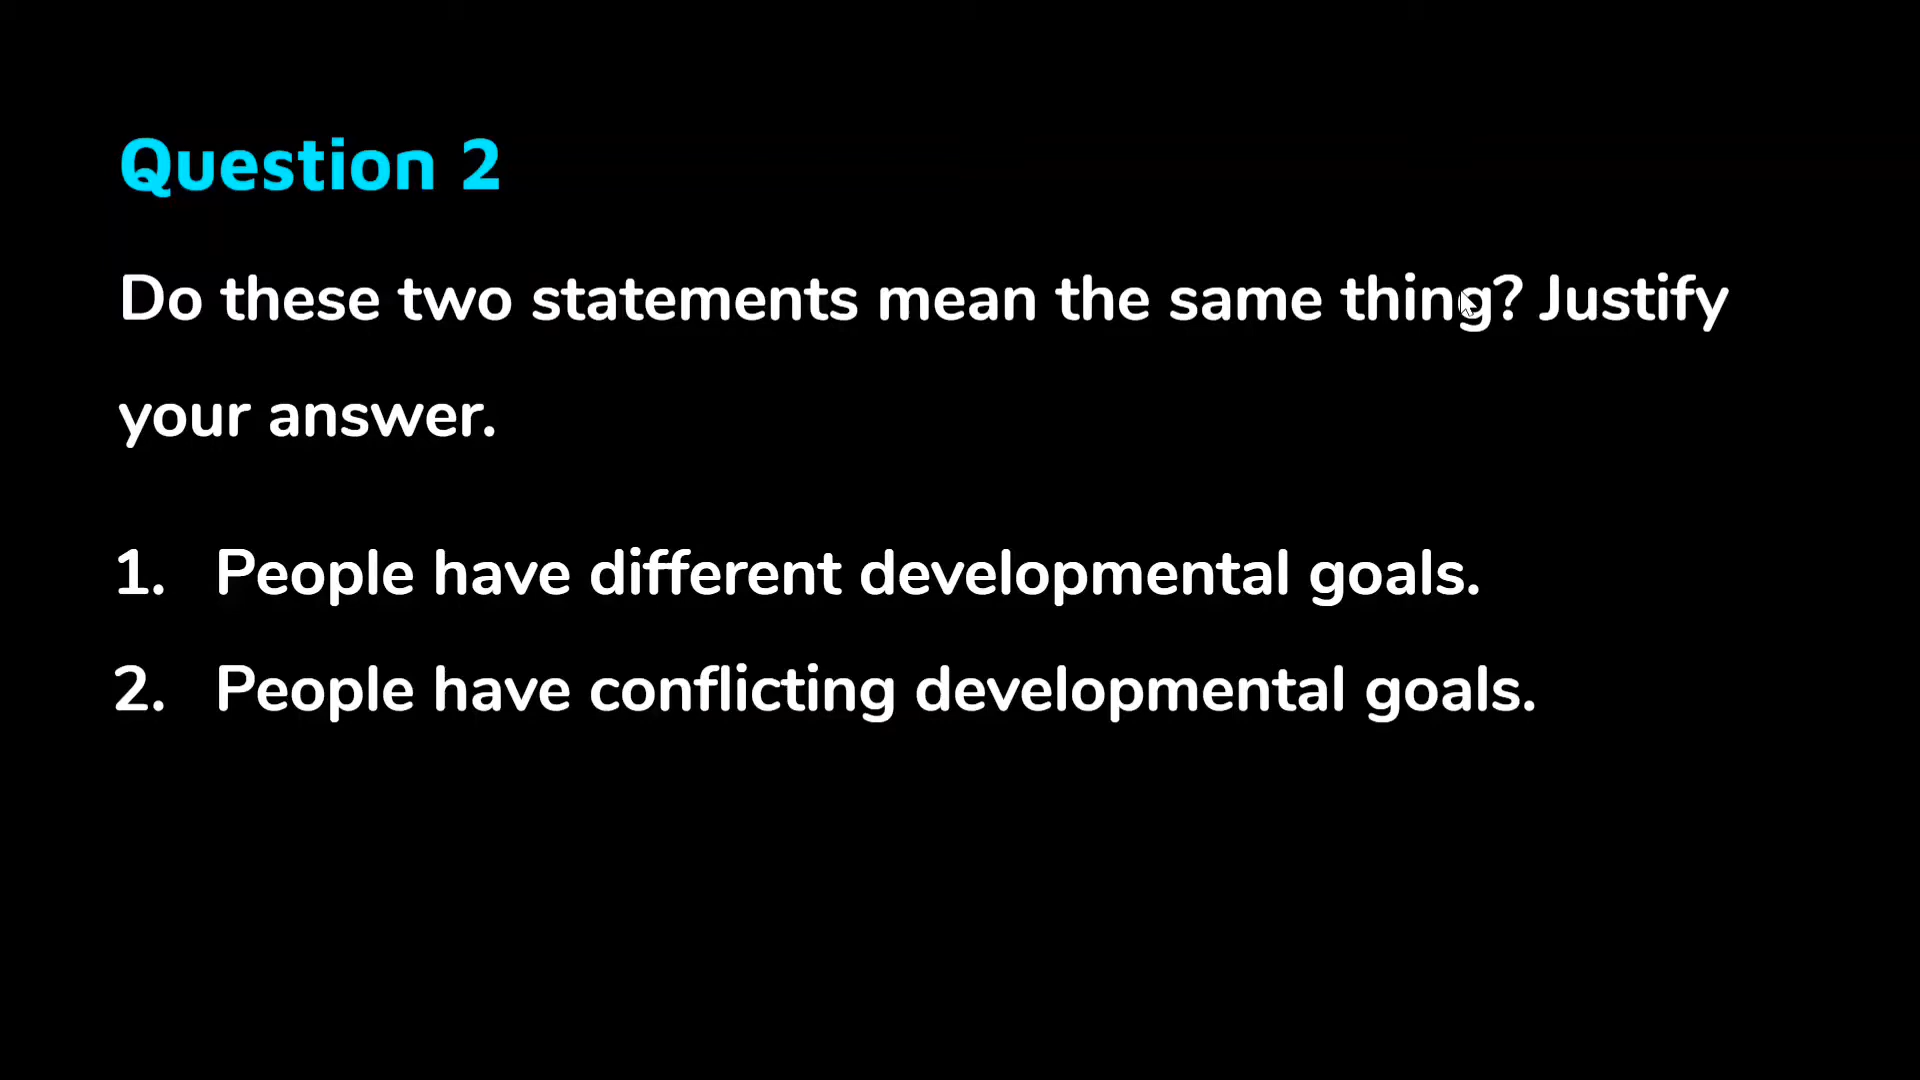 Question 2
Do these two statements mean the same thing? Justify
your answer.
1. People have different developmental goals.
2. People have conflicting developmental goals.